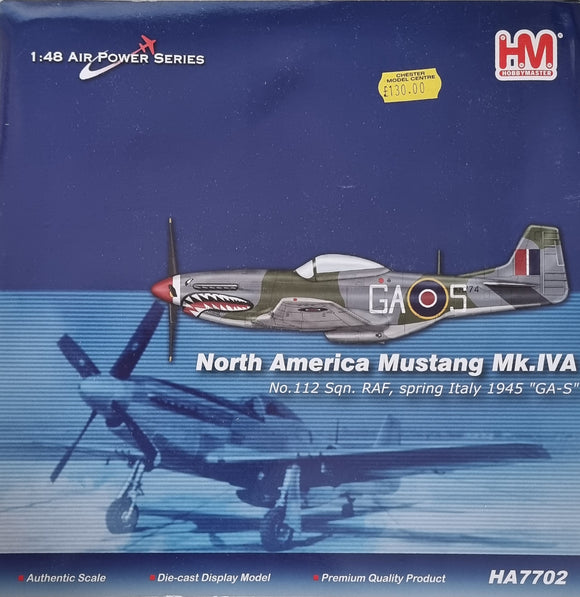 1:48 AIR POWER SERIES
CHESTER
MODEL CENTRE
£130.00
HM
HOBBYMASTER
GA S
74
North America Mustang Mk.IVA
No.112 Sqn. RAF, spring Italy 1945 "GA-S"
Authentic Scale
Die-cast Display Model
Premium Quality Product
HA7702